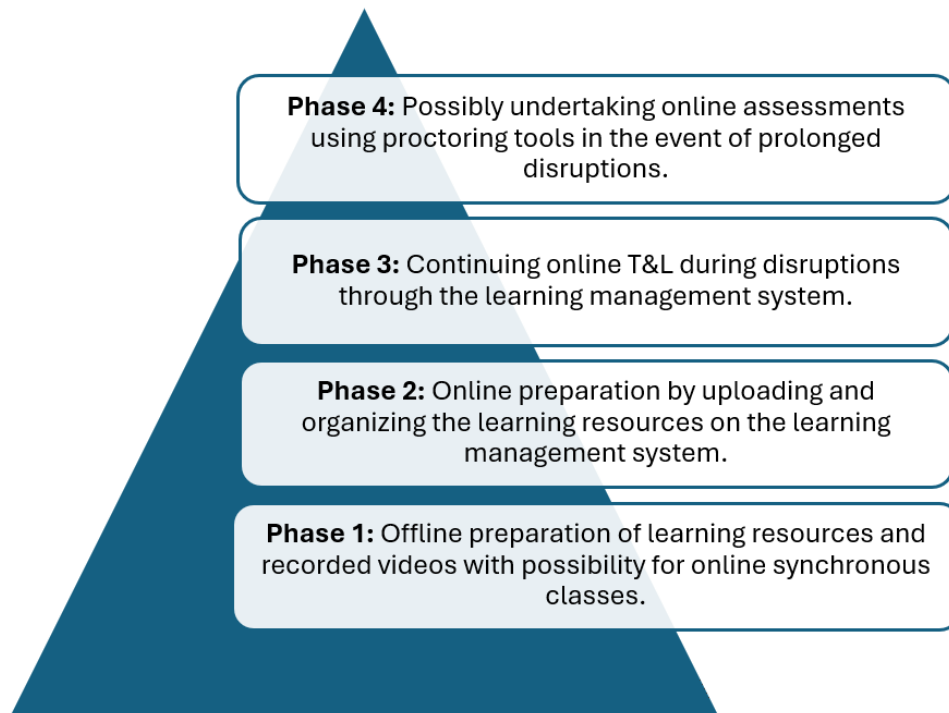 Phase 4: Possibly undertaking online assessments
using proctoring tools in the event of prolonged
disruptions.
Phase 3: Continuing online T&L during disruptions
through the learning management system.
Phase 2: Online preparation by uploading and
organizing the learning resources on the learning
management system.
Phase 1: Offline preparation of learning resources and
recorded videos with possibility for online synchronous
classes.